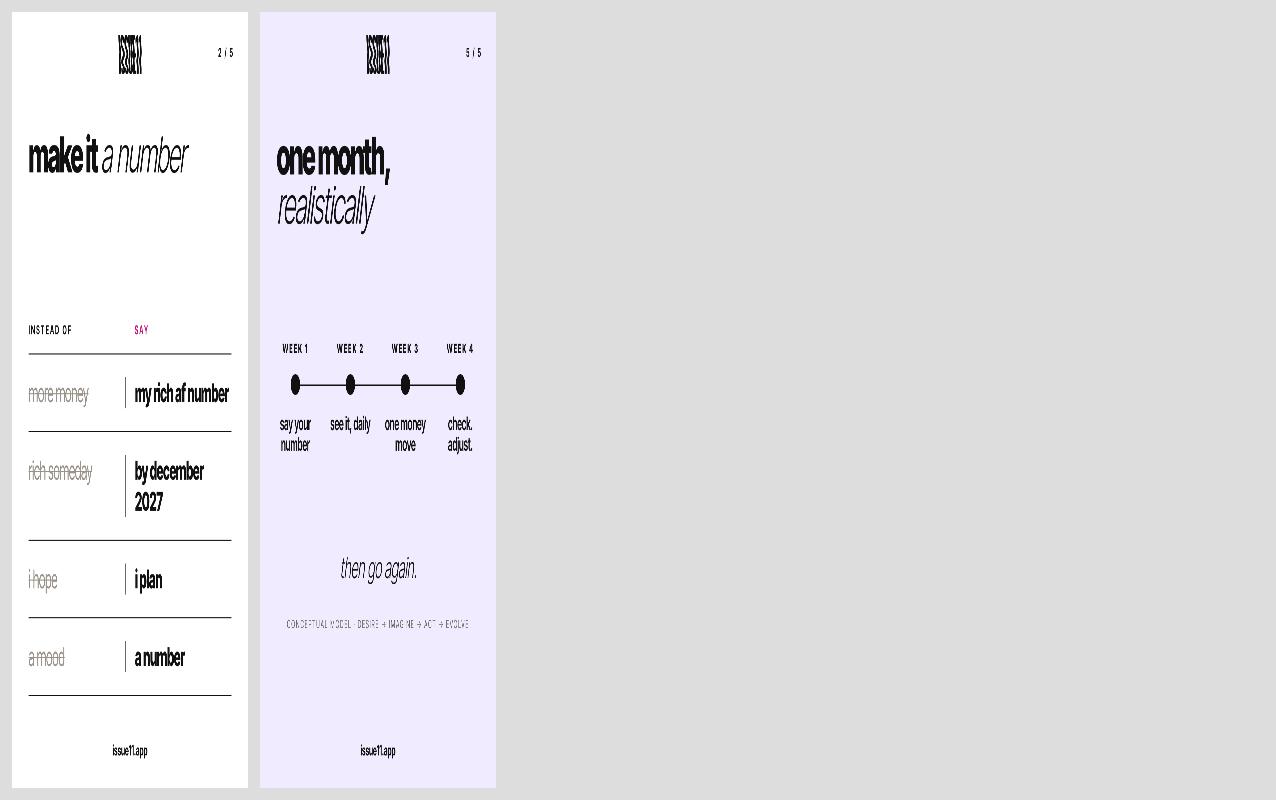 ISSUE11
2 / 5
make it a number
INSTEAD OF
SAY
more money
my rich af number
rich someday
by december
2027
i hope
i plan
a mood
a number
issue11.app
ISSUE11
5 / 5
one month,
realistically
WEEK 1
WEEK 2
WEEK 3
WEEK 4
say your
number
see it, daily
one money
move
check.
adjust.
then go again.
CONCEPTUAL MODEL · DESIRE → IMAGINE → ACT → EVOLVE
issue11.app